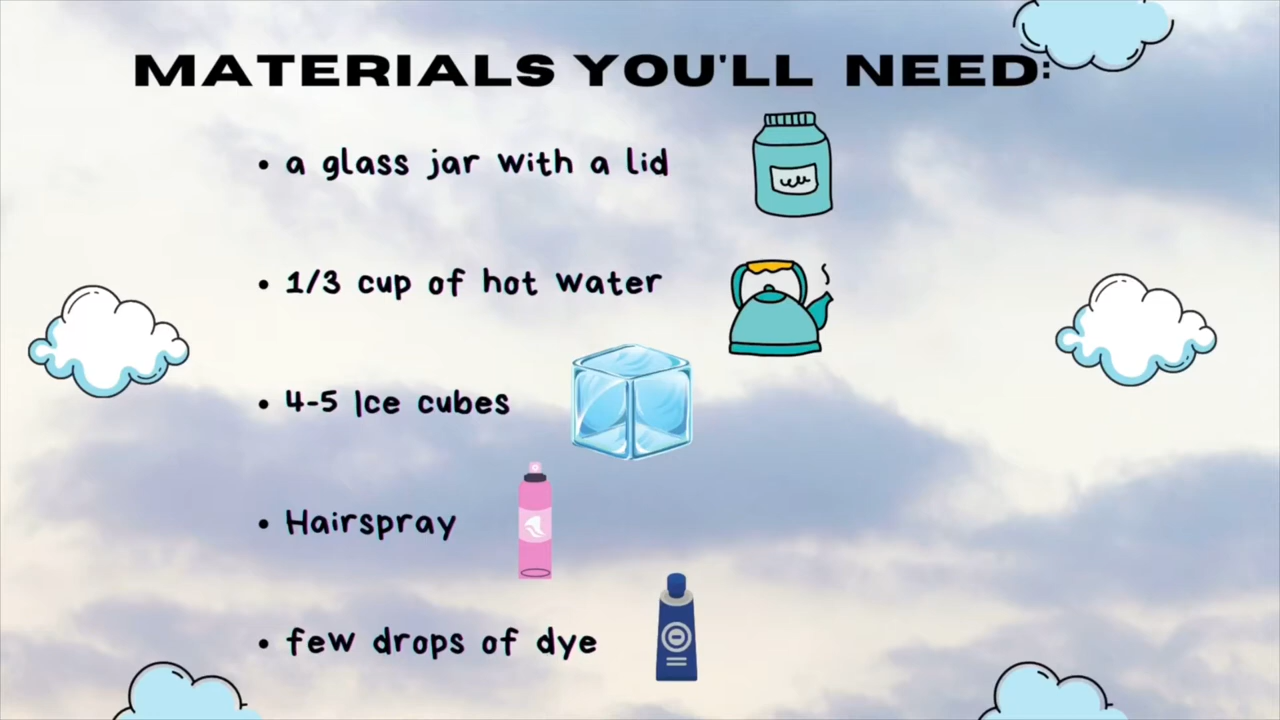 MATERIALS YOU'LL NEED:
• a glass jar with a lid
• 1/3 cup of hot water
• 4-5 Ice cubes
• Hairspray
• few drops of dye